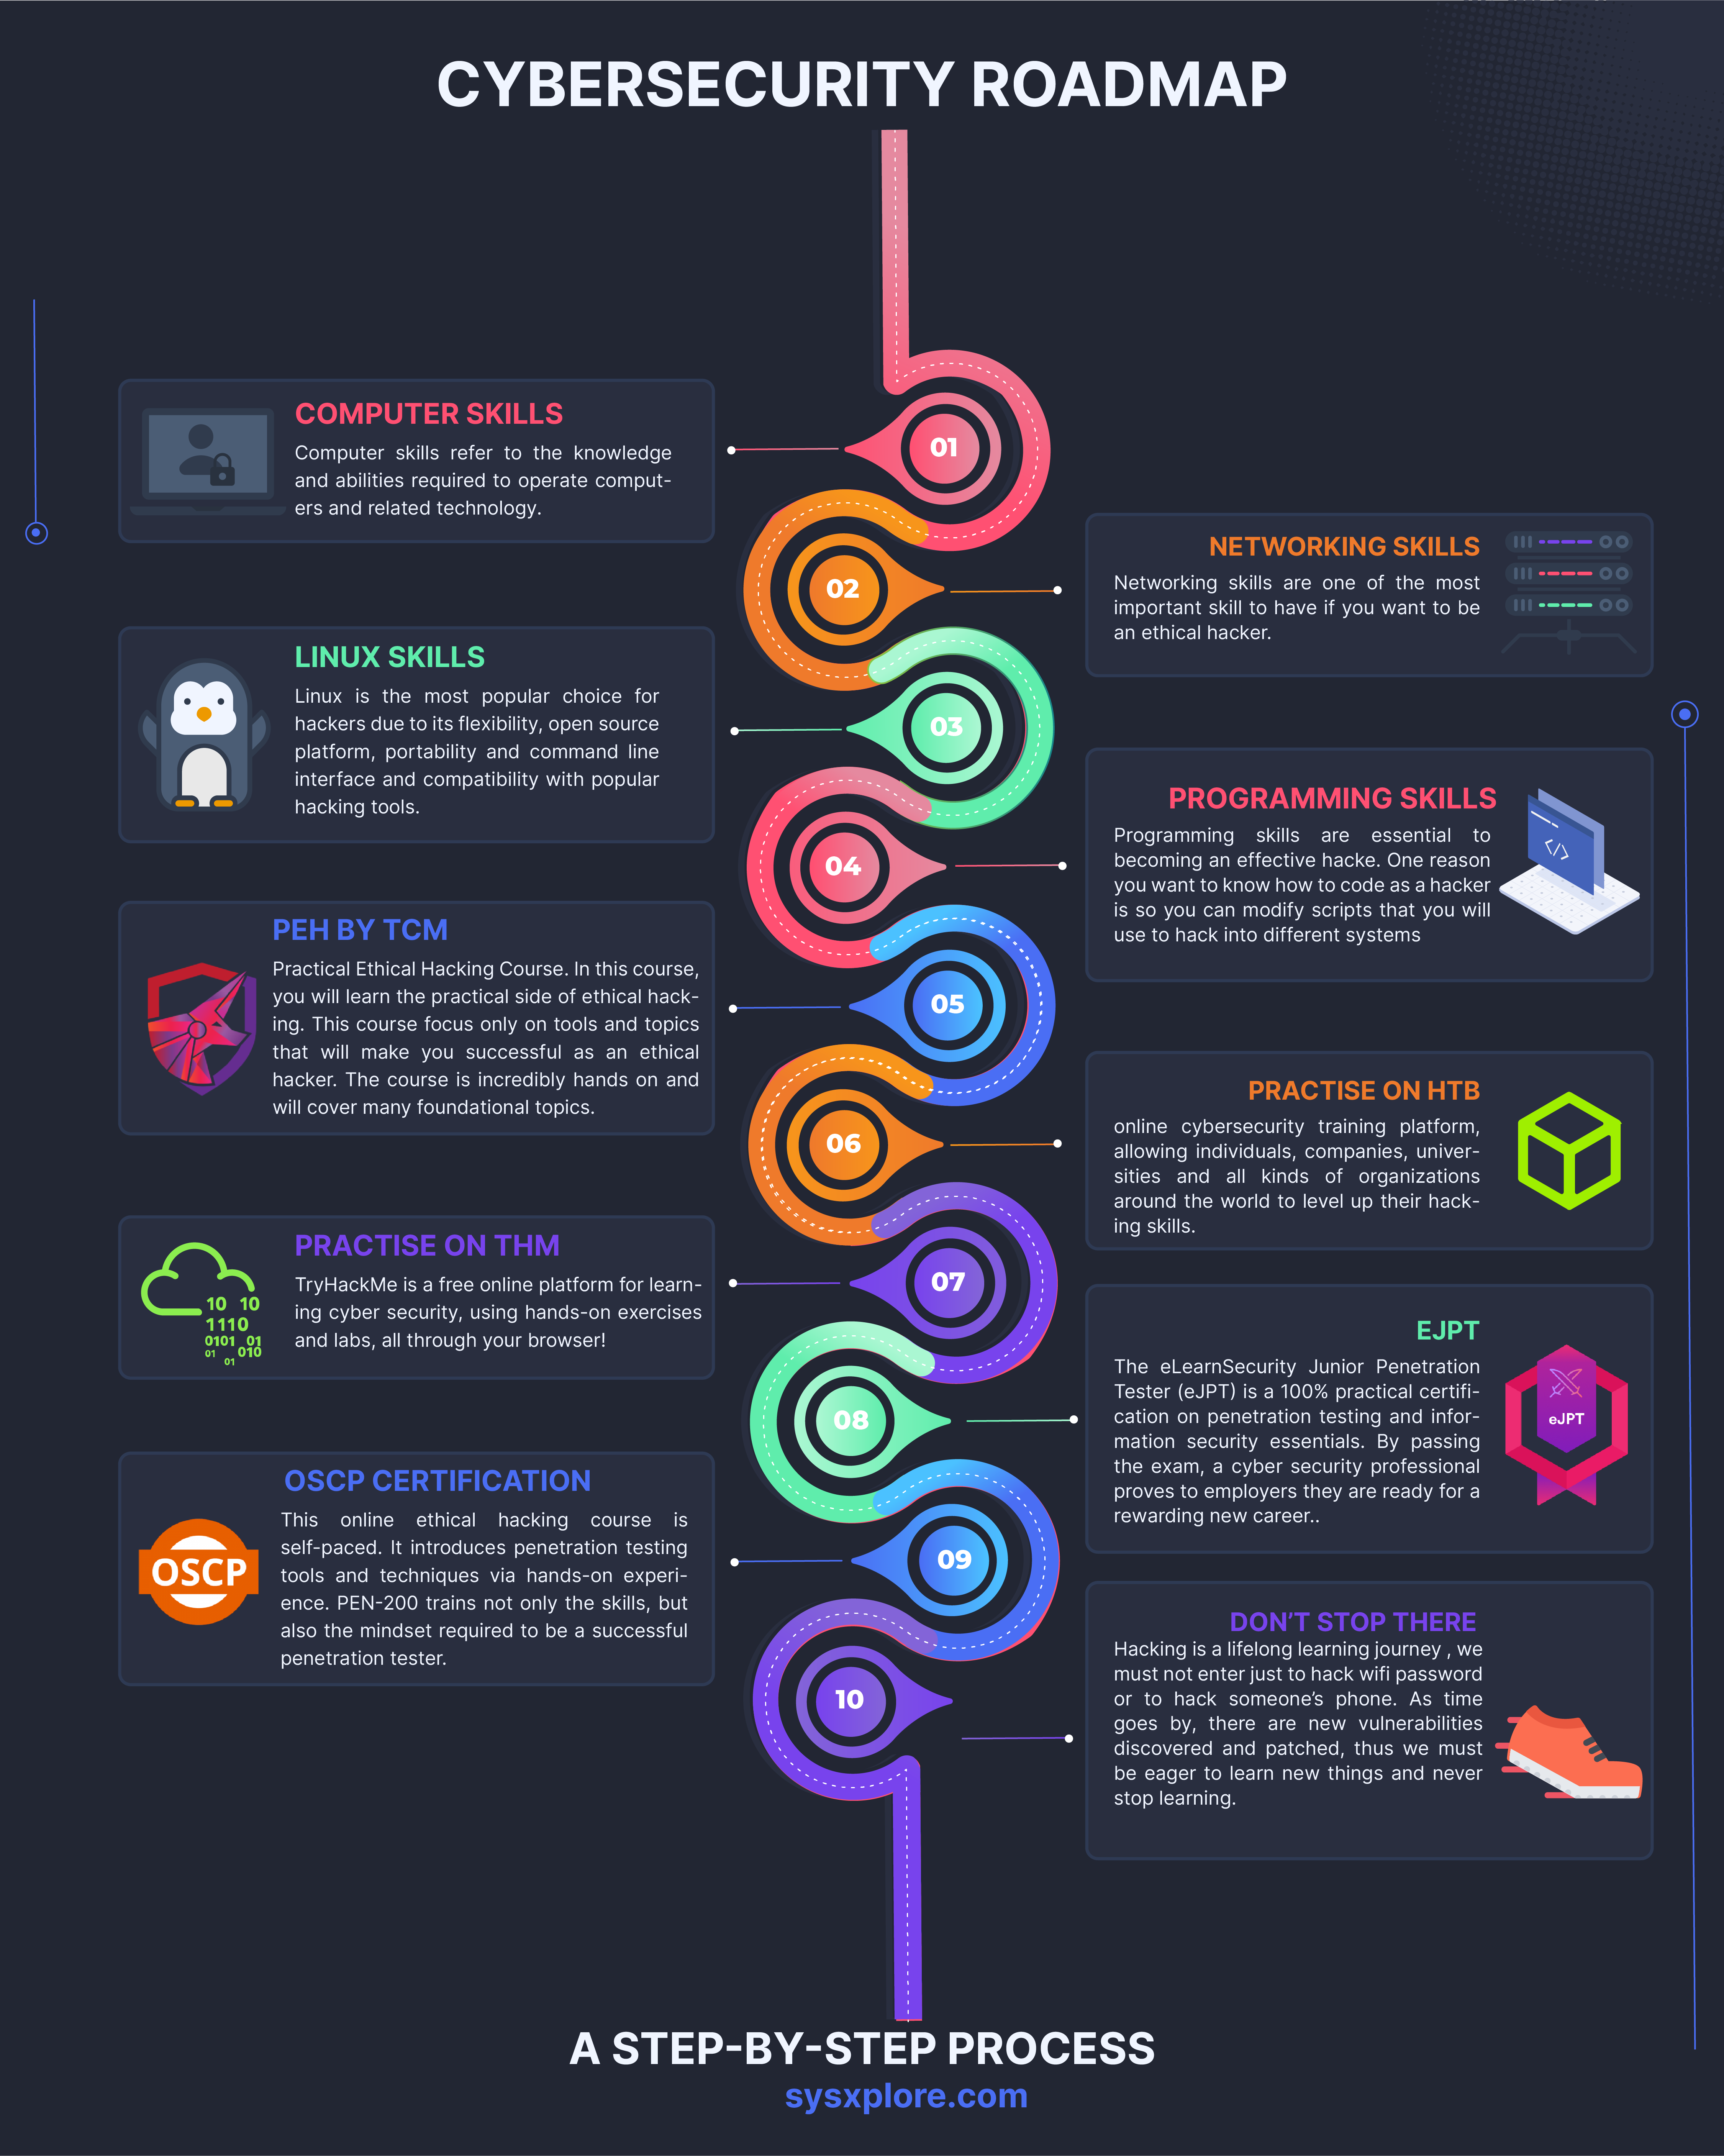 CYBERSECURITY ROADMAP
01
COMPUTER SKILLS
Computer skills refer to the knowledge
and abilities required to operate comput-
ers and related technology.
02
NETWORKING SKILLS
Networking skills are one of the most
important skill to have if you want to be
an ethical hacker.
03
LINUX SKILLS
Linux is the most popular choice for
hackers due to its flexibility, open source
platform, portability and command line
interface and compatibility with popular
hacking tools.
04
PROGRAMMING SKILLS
Programming skills are essential to
becoming an effective hacke. One reason
you want to know how to code as a hacker
is so you can modify scripts that you will
use to hack into different systems
</>
05
PEH BY TCM
Practical Ethical Hacking Course. In this course,
you will learn the practical side of ethical hack-
ing. This course focus only on tools and topics
that will make you successful as an ethical
hacker. The course is incredibly hands on and
will cover many foundational topics.
06
PRACTISE ON HTB
online cybersecurity training platform,
allowing individuals, companies, univer-
sities and all kinds of organizations
around the world to level up their hack-
ing skills.
07
PRACTISE ON THM
TryHackMe is a free online platform for learn-
ing cyber security, using hands-on exercises
and labs, all through your browser!
10 10
1110
0101 01
01 010
01
08
EJPT
The eLearnSecurity Junior Penetration
Tester (eJPT) is a 100% practical certifi-
cation on penetration testing and infor-
mation security essentials. By passing
the exam, a cyber security professional
proves to employers they are ready for a
rewarding new career..
eJPT
09
OSCP CERTIFICATION
This online ethical hacking course is
self-paced. It introduces penetration testing
tools and techniques via hands-on experi-
ence. PEN-200 trains not only the skills, but
also the mindset required to be a successful
penetration tester.
OSCP
10
DON'T STOP THERE
Hacking is a lifelong learning journey , we
must not enter just to hack wifi password
or to hack someone's phone. As time
goes by, there are new vulnerabilities
discovered and patched, thus we must
be eager to learn new things and never
stop learning.
A STEP-BY-STEP PROCESS
sysxplore.com